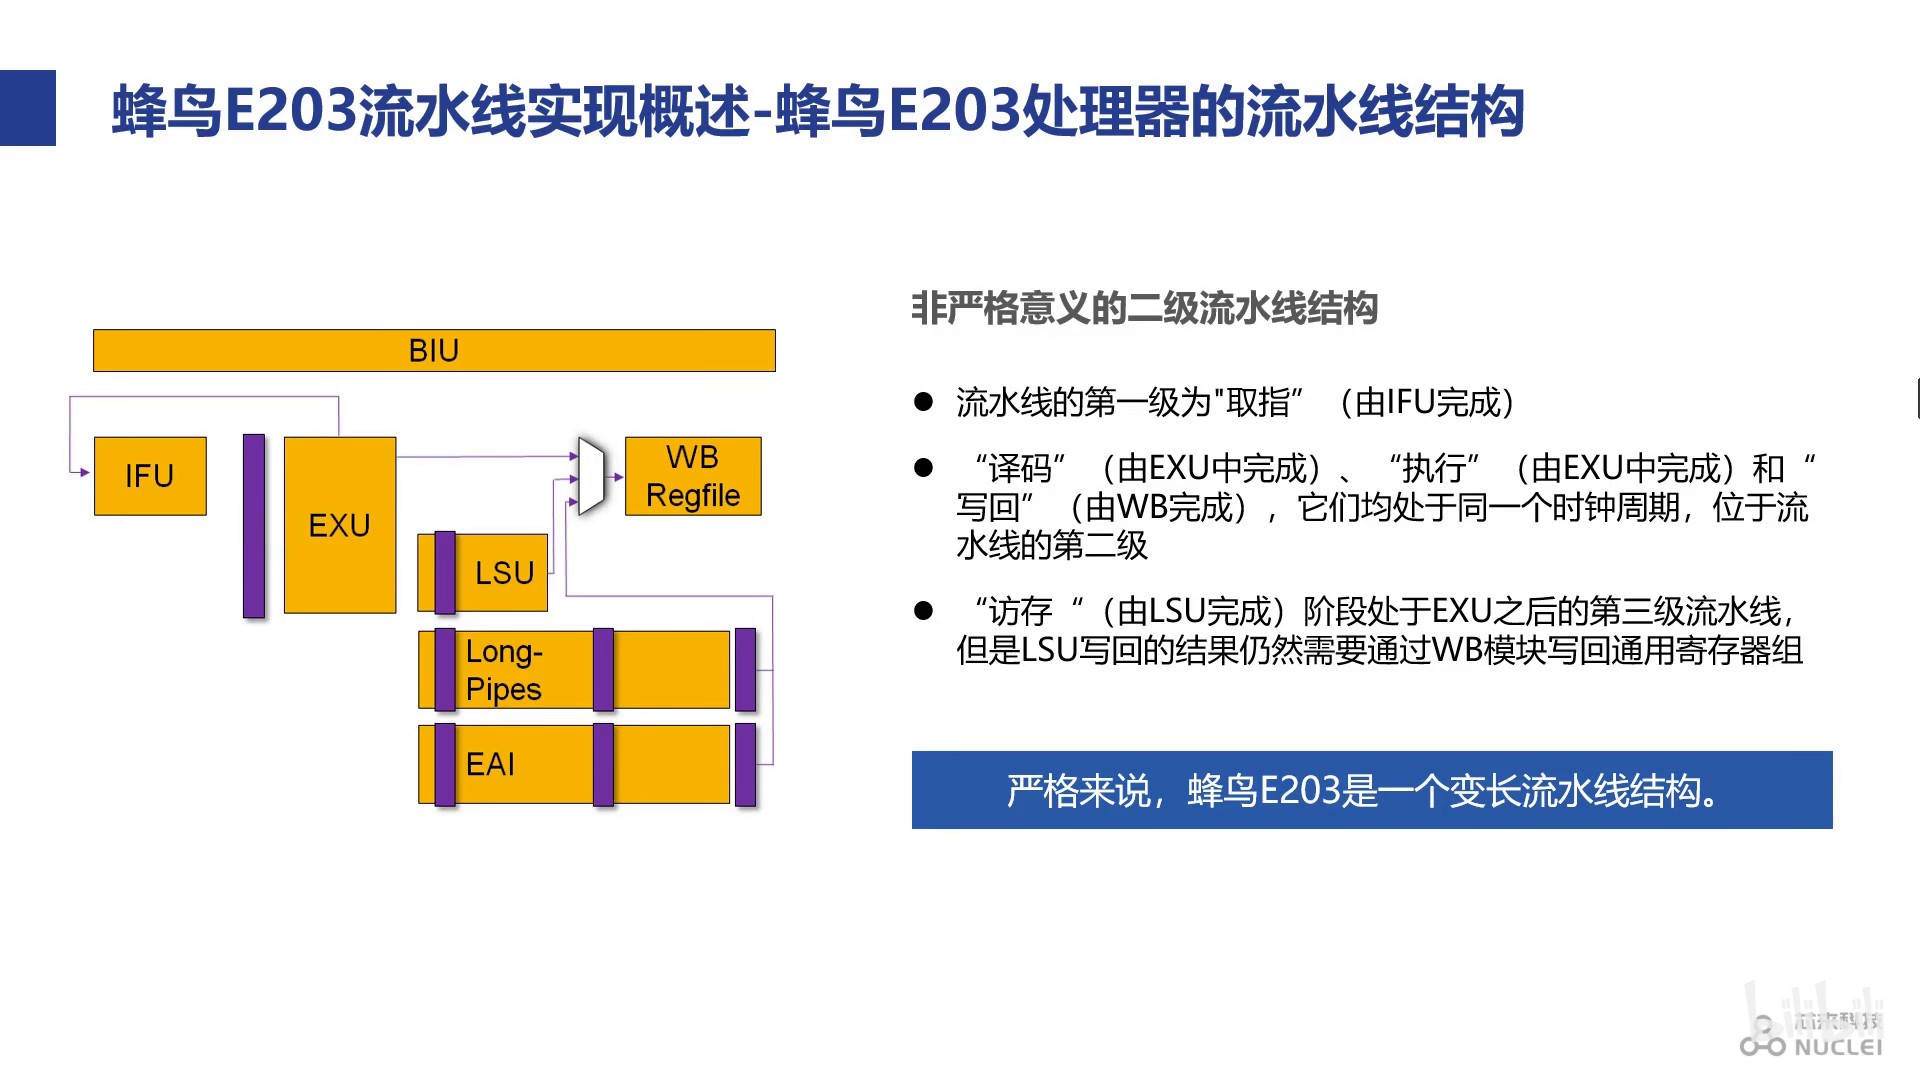 蜂鸟E203流水线实现概述-蜂鸟E203处理器的流水线结构
BIU
IFU
EXU
WB
Regfile
LSU
Long-
Pipes
EAI
非严格意义的二级流水线结构
● 流水线的第一级为"取指”（由IFU完成）
● “译码”（由EXU中完成）、“执行”（由EXU中完成）和“
写回”（由WB完成），它们均处于同一个时钟周期，位于流
水线的第二级
● “访存“（由LSU完成）阶段处于EXU之后的第三级流水线，
但是LSU写回的结果仍然需要通过WB模块写回通用寄存器组
严格来说，蜂鸟E203是一个变长流水线结构。
芯来科技
NUCLEI
bilibili